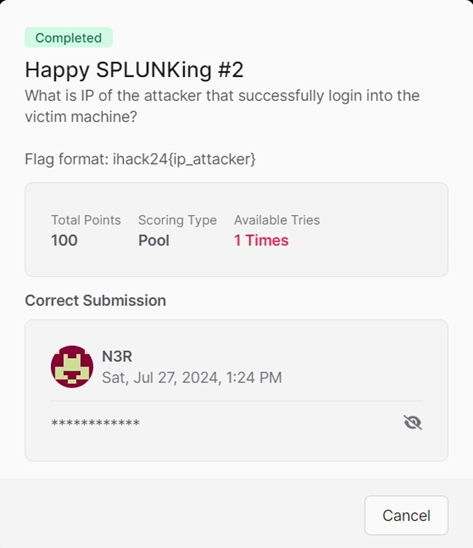 Completed
Happy SPLUNKing #2
What is IP of the attacker that successfully login into the
victim machine?
Flag format: ihack24{ip_attacker}
Total Points Scoring Type Available Tries
100 Pool 1 Times
Correct Submission
N3R
Sat, Jul 27, 2024, 1:24 PM
************
Cancel